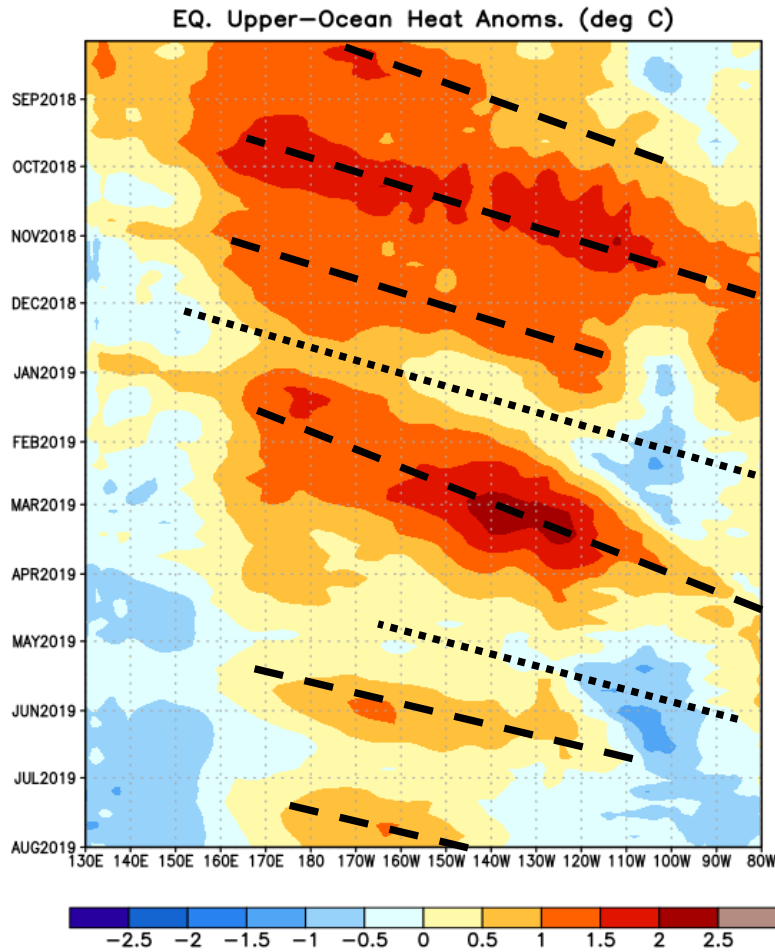 EQ. Upper-Ocean Heat Anoms. (deg C)
SEP2018
OCT2018
NOV2018
DEC2018
JAN2019
FEB2019
MAR2019
APR2019
MAY2019
JUN2019
JUL2019
AUG2019
130E 140E 150E 160E 170E 180 170W 160W 150W 140W 130W 120W 110W 100W 90W 80W
-2.5 -2 -1.5 -1 -0.5 0 0.5 1 1.5 2 2.5